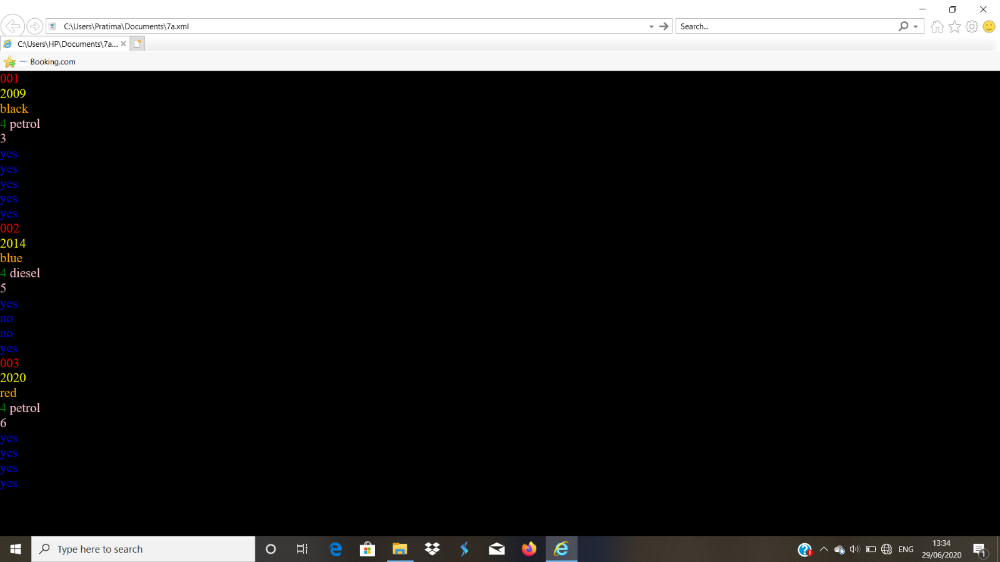 C:\Users\Pratima\Documents\7a.xml
Search...
C:\Users\HP\Documents\7a....
Booking.com
001
2009
black
4 petrol
3
yes
yes
yes
yes
yes
002
2014
blue
4 diesel
5
yes
no
no
yes
003
2020
red
4 petrol
6
yes
yes
yes
yes
Type here to search
ENG
13:34
29/06/2020
1